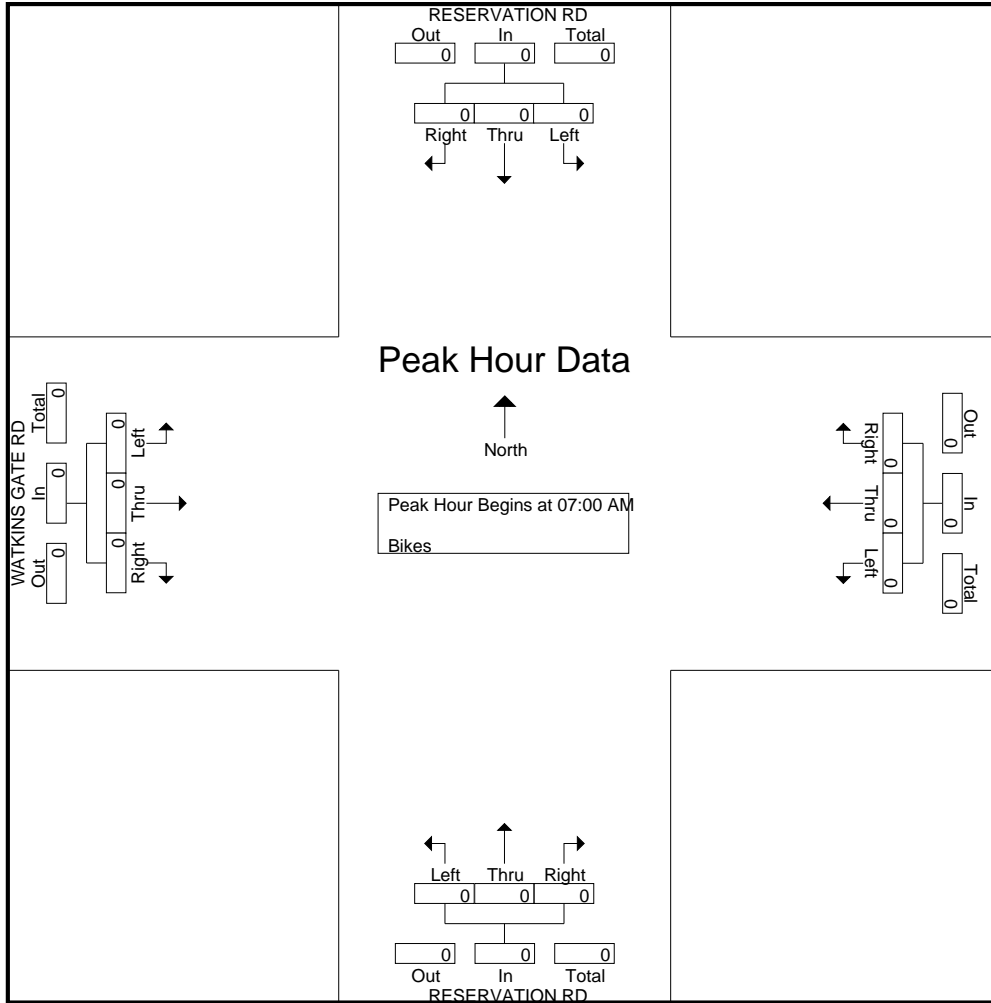 RESERVATION RD
Out In Total
0 0 0
0 0 0
Right Thru Left
Peak Hour Data
North
Peak Hour Begins at 07:00 AM
Bikes
WATKINS GATE RD
Out In Total
0 0 0
0 0 0
Right Thru Left
Right Thru Left
0 0 0
0 0 0
Out In Total
Left Thru Right
0 0 0
0 0 0
Out In Total
RESERVATION RD